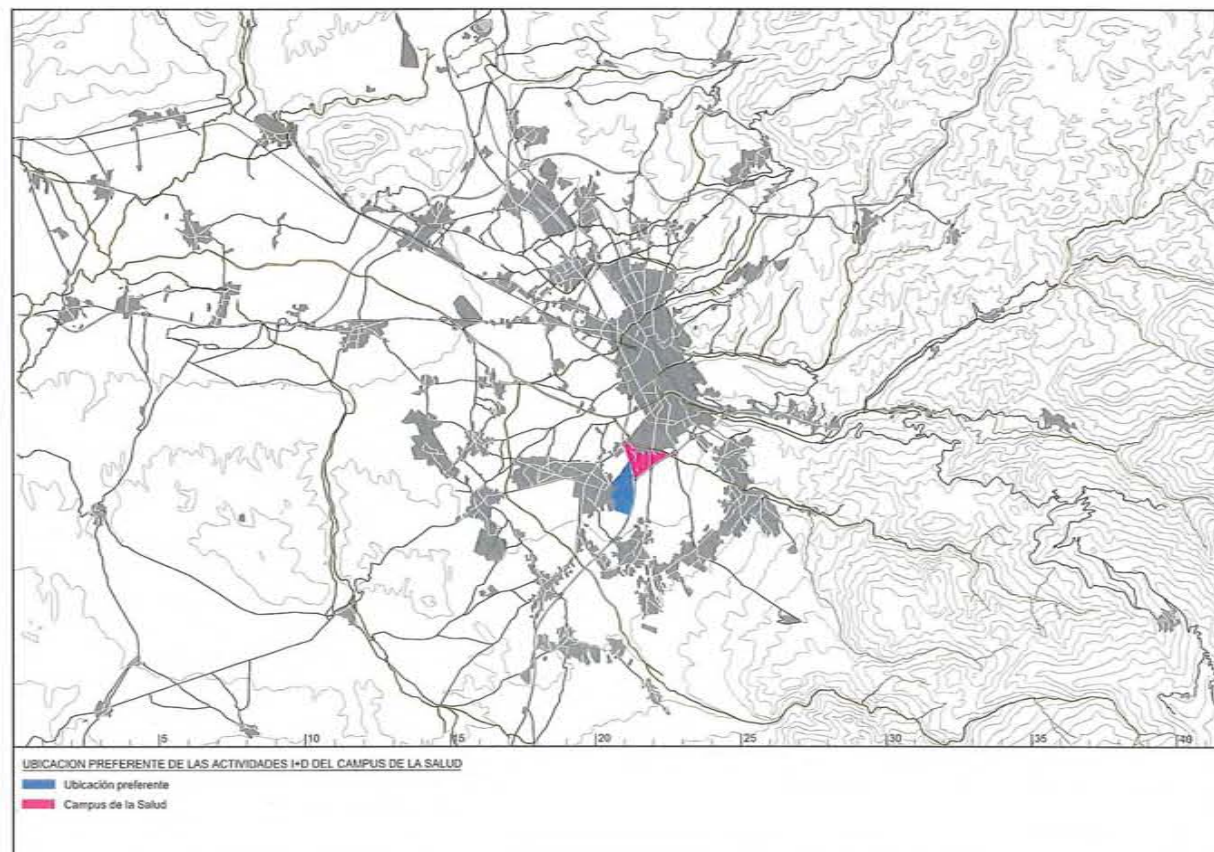 5 10 15 20 25 30 35 40
UBICACION PREFERENTE DE LAS ACTIVIDADES I+D DEL CAMPUS DE LA SALUD
Ubicación preferente
Campus de la Salud